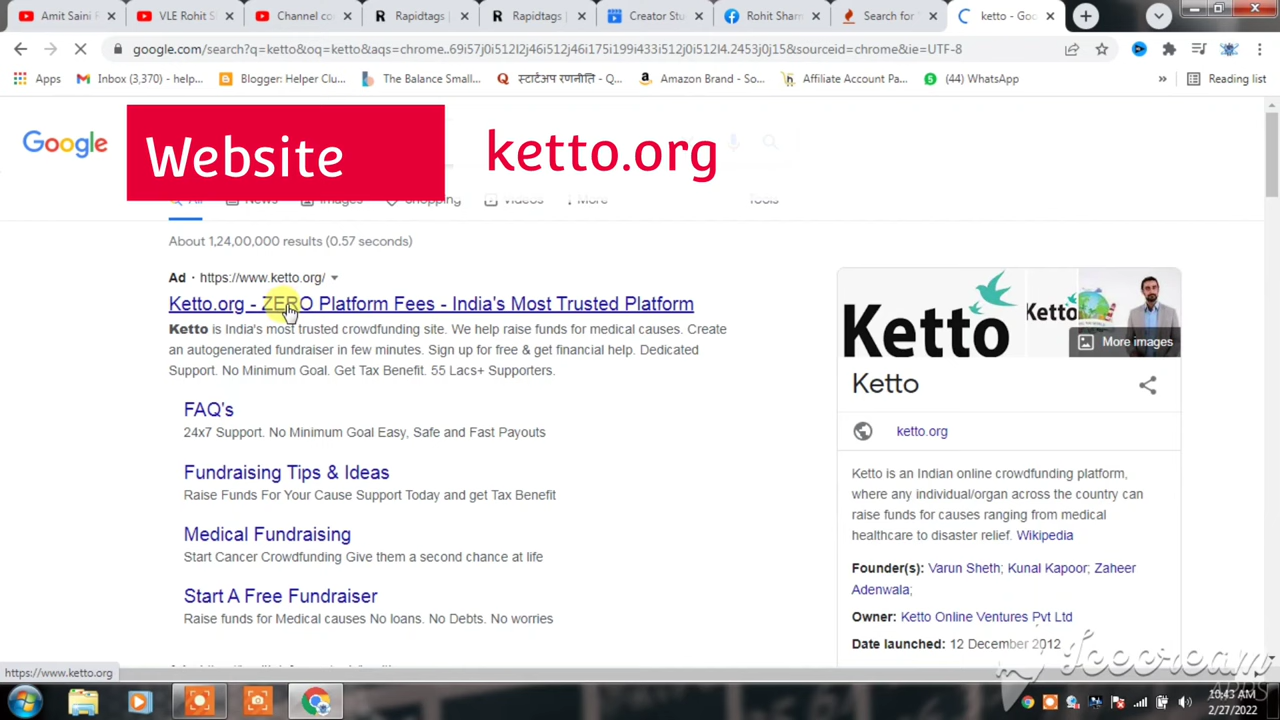 Amit Saini
VLE Rohit S
Channel co
Rapidtags
Rapidtags
Creator Stu
Rohit Sham
Search for
ketto - Goo
google.com/search?q=ketto&oq=ketto&aqs=chrome..69i57j0i512l2j46i512j46i175i199i433i512j0i512l4.2453j0j15&sourceid=chrome&ie=UTF-8
Apps
Inbox (3,370) - help...
Blogger: Helper Clu...
The Balance Small...
स्टार्टअप रणनीति - Q...
Amazon Brand - So...
Affiliate Account Pa...
(44) WhatsApp
»
Reading list
Google
Website
ketto.org
All
News
Images
Shopping
Videos
More
Tools
About 1,24,00,000 results (0.57 seconds)
Ad · https://www.ketto.org/
Ketto.org - ZERO Platform Fees - India's Most Trusted Platform
Ketto is India's most trusted crowdfunding site. We help raise funds for medical causes. Create
an autogenerated fundraiser in few minutes. Sign up for free & get financial help. Dedicated
Support. No Minimum Goal. Get Tax Benefit. 55 Lacs+ Supporters.
FAQ's
24x7 Support. No Minimum Goal Easy, Safe and Fast Payouts
Fundraising Tips & Ideas
Raise Funds For Your Cause Support Today and get Tax Benefit
Medical Fundraising
Start Cancer Crowdfunding Give them a second chance at life
Start A Free Fundraiser
Raise funds for Medical causes No loans. No Debts. No worries
Ketto
Ketto
More images
Ketto
ketto.org
Ketto is an Indian online crowdfunding platform,
where any individual/organ across the country can
raise funds for causes ranging from medical
healthcare to disaster relief. Wikipedia
Founder(s): Varun Sheth; Kunal Kapoor; Zaheer
Adenwala;
Owner: Ketto Online Ventures Pvt Ltd
Date launched: 12 December 2012
Icecream
APPS
https://www.ketto.org
10:43 AM
2/27/2022